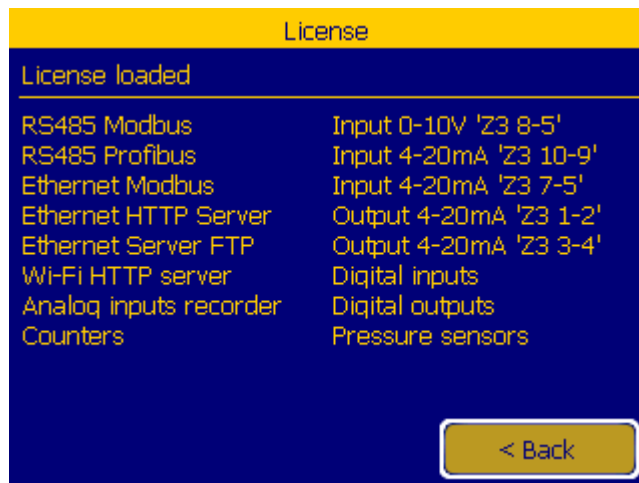 License
License loaded
RS485 Modbus
RS485 Profibus
Ethernet Modbus
Ethernet HTTP Server
Ethernet Server FTP
Wi-Fi HTTP server
Analog inputs recorder
Counters
Input 0-10V 'Z3 8-5'
Input 4-20mA 'Z3 10-9'
Input 4-20mA 'Z3 7-5'
Output 4-20mA 'Z3 1-2'
Output 4-20mA 'Z3 3-4'
Digital inputs
Digital outputs
Pressure sensors
< Back